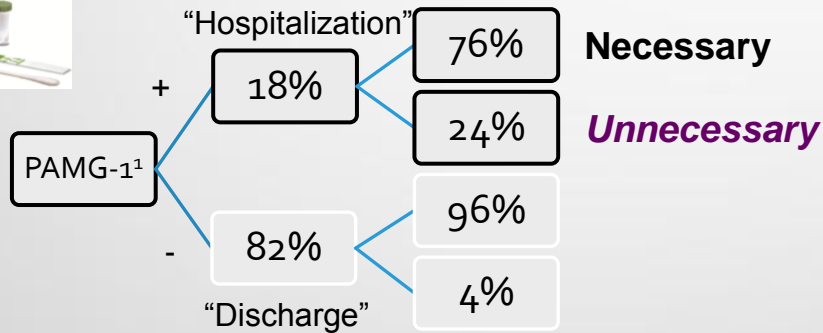 “Hospitalization”
76%
Necessary
+
18%
24%
Unnecessary
PAMG-1¹
96%
-
82%
4%
“Discharge”